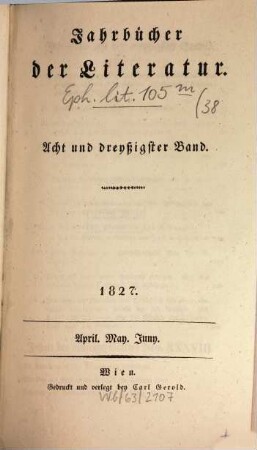 Jahrbücher
der Literatur.
Eph. lit. 105 m
(38
Acht und dreyßigster Band.
1827.
April. May. Juny.
Wien.
Gedruckt und verlegt bey Carl Gerold.
W6/63/2107